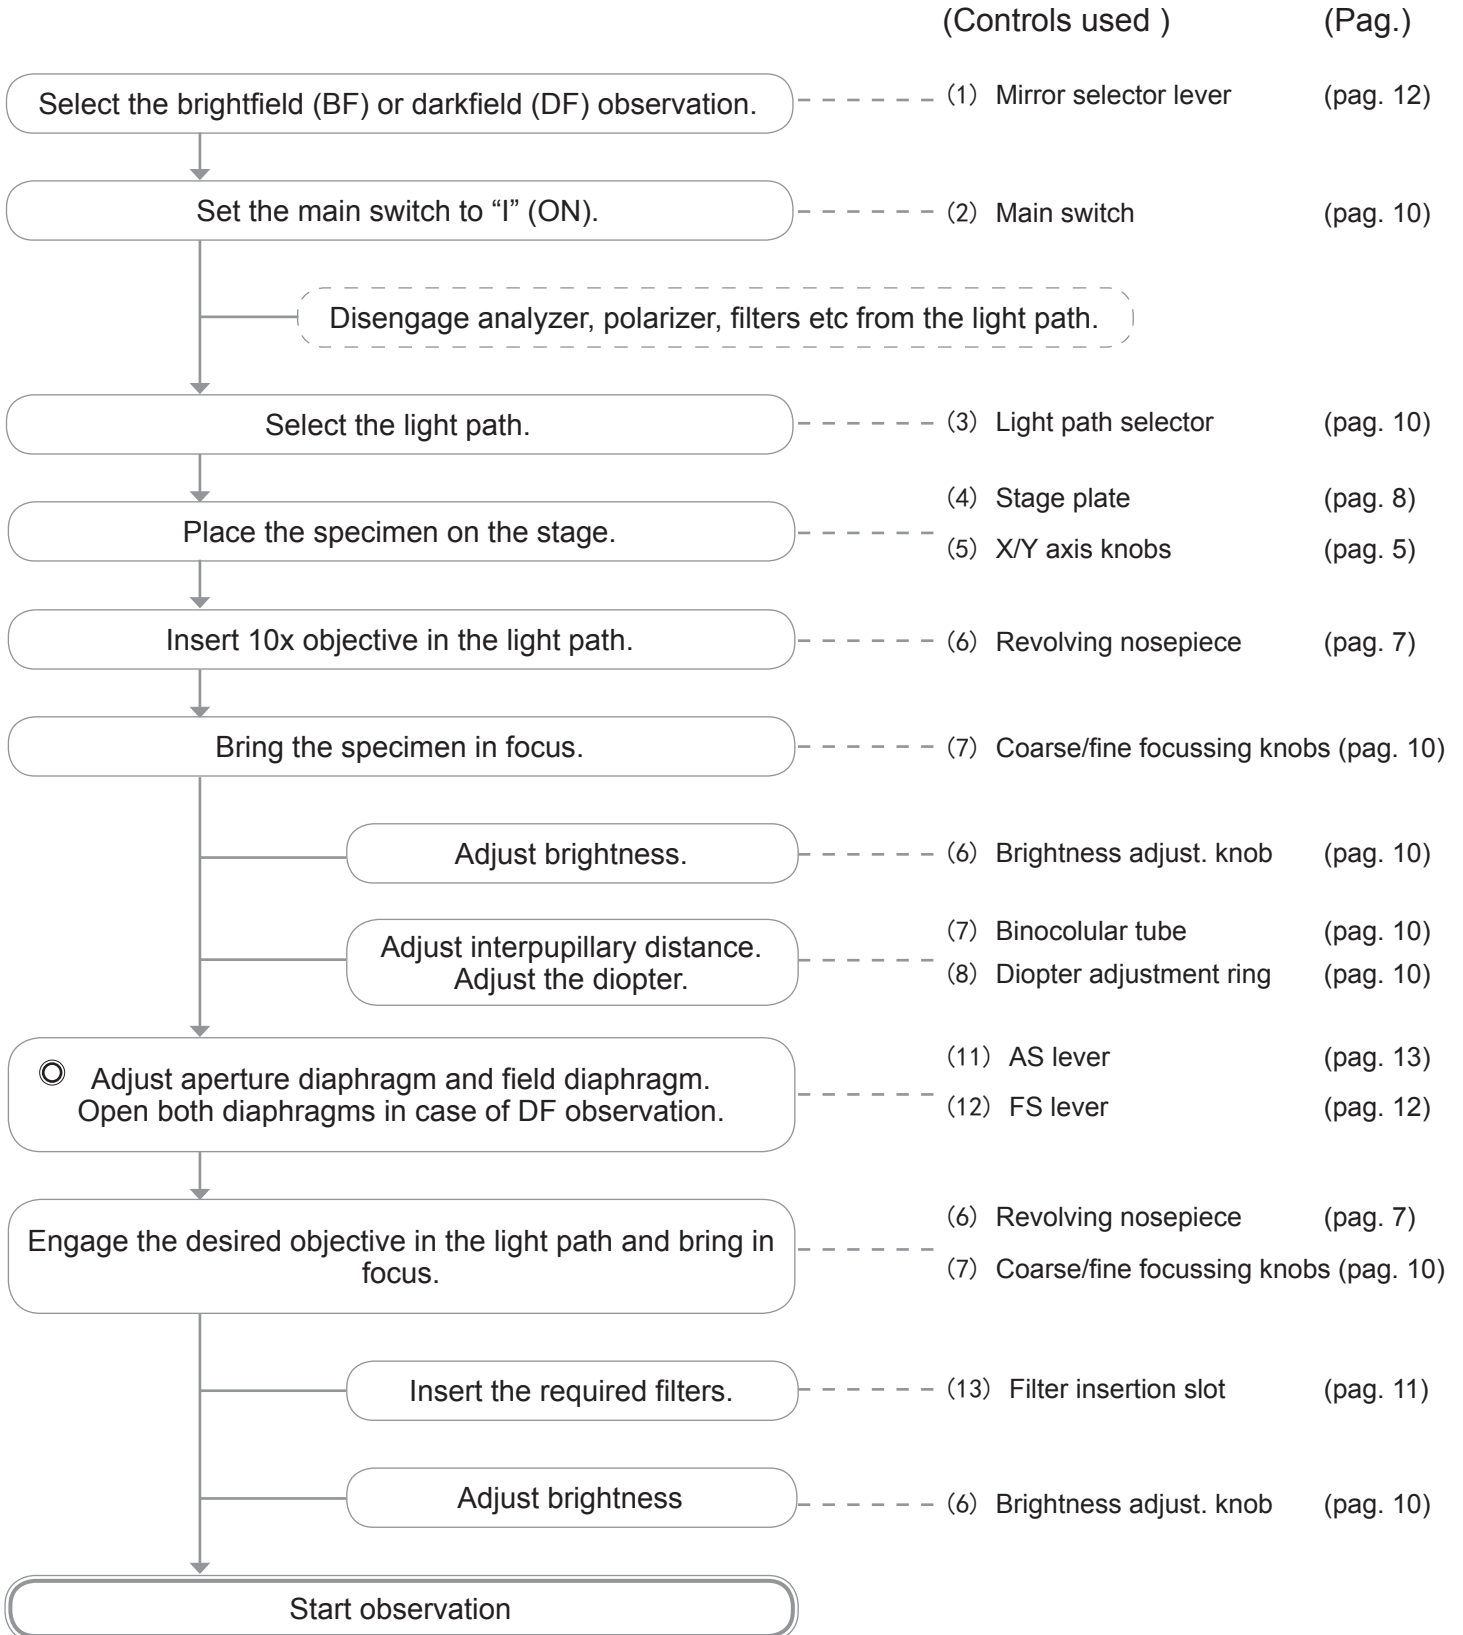 (Controls used ) (Pag.)
Select the brightfield (BF) or darkfield (DF) observation. (1) Mirror selector lever (pag. 12)
Set the main switch to “I” (ON). (2) Main switch (pag. 10)
Disengage analyzer, polarizer, filters etc from the light path.
Select the light path. (3) Light path selector (pag. 10)
(4) Stage plate (pag. 8)
Place the specimen on the stage.
(5) X/Y axis knobs (pag. 5)
Insert 10x objective in the light path. (6) Revolving nosepiece (pag. 7)
Bring the specimen in focus. (7) Coarse/fine focussing knobs (pag. 10)
Adjust brightness. (6) Brightness adjust. knob (pag. 10)
(7) Binocolular tube (pag. 10)
Adjust interpupillary distance.
Adjust the diopter. (8) Diopter adjustment ring (pag. 10)
(11) AS lever (pag. 13)
Adjust aperture diaphragm and field diaphragm.
Open both diaphragms in case of DF observation. (12) FS lever (pag. 12)
(6) Revolving nosepiece (pag. 7)
Engage the desired objective in the light path and bring in
focus. (7) Coarse/fine focussing knobs (pag. 10)
Insert the required filters. (13) Filter insertion slot (pag. 11)
Adjust brightness (6) Brightness adjust. knob (pag. 10)
Start observation